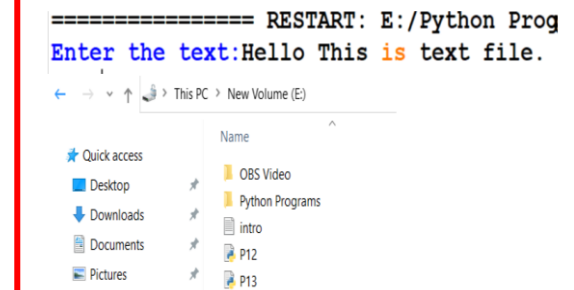 ================ RESTART: E:/Python Prog
Enter the text:Hello This is text file.
This PC > New Volume (E:)
Name
Quick access
OBS Video
Desktop
Python Programs
Downloads
intro
Documents
P12
Pictures
P13